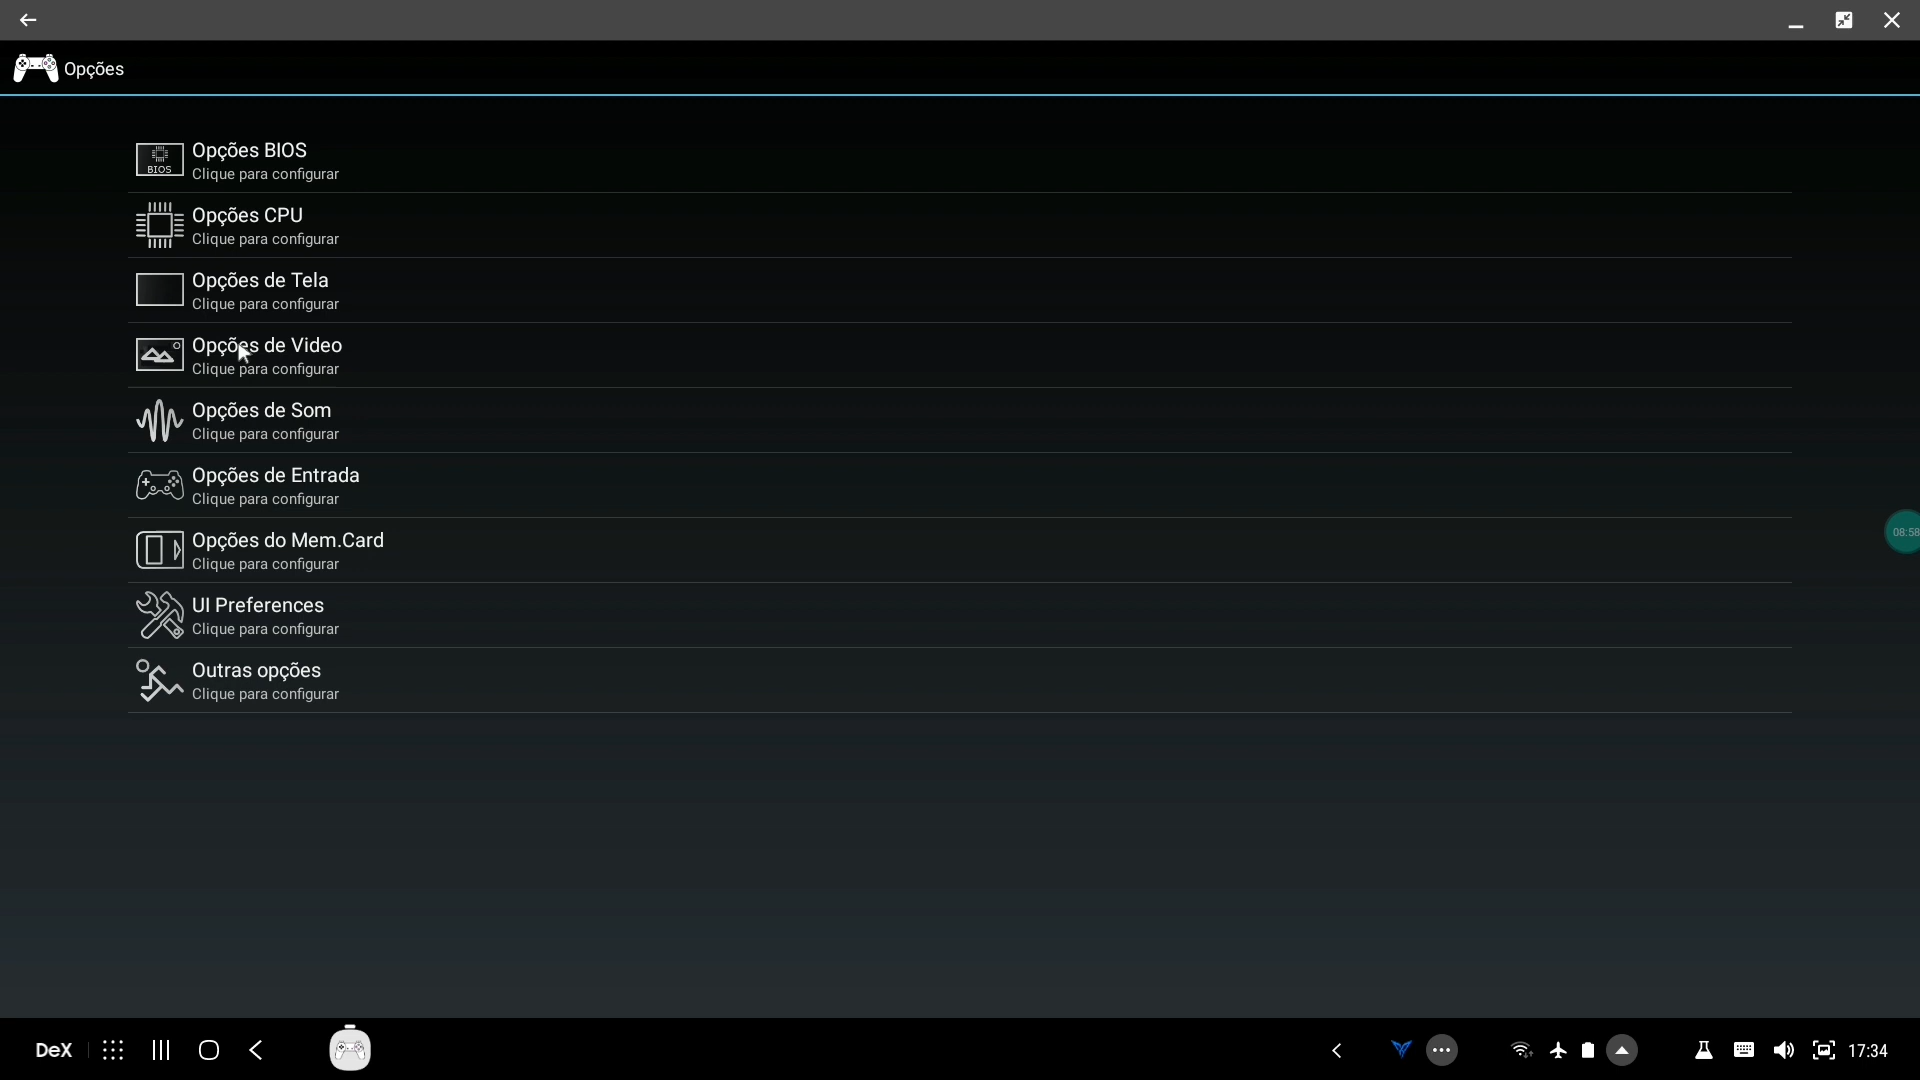 Opções
Opções BIOS
BIOS
Clique para configurar
Opções CPU
Clique para configurar
Opções de Tela
Clique para configurar
Opções de Video
Clique para configurar
Opções de Som
Clique para configurar
Opções de Entrada
Clique para configurar
Opções do Mem.Card
Clique para configurar
UI Preferences
Clique para configurar
Outras opções
Clique para configurar
08:58
DeX
17:34